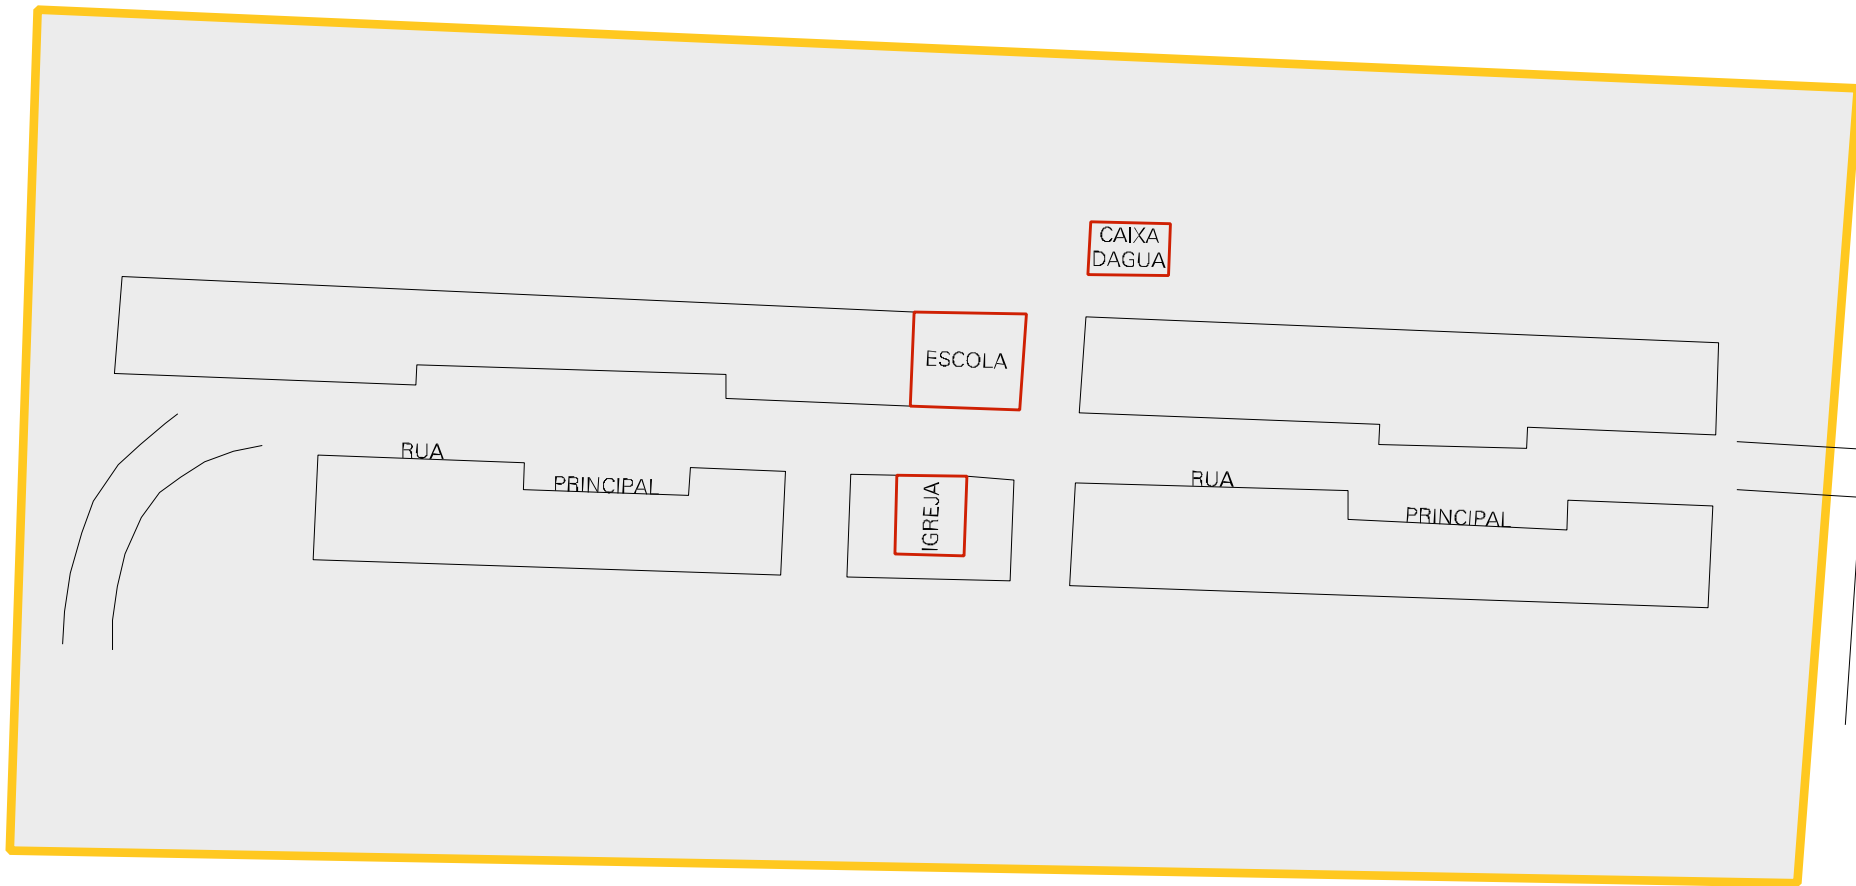 CAIXA
DAGUA
ESCOLA
RUA
PRINCIPAL
IGREJA
RUA
PRINCIPAL